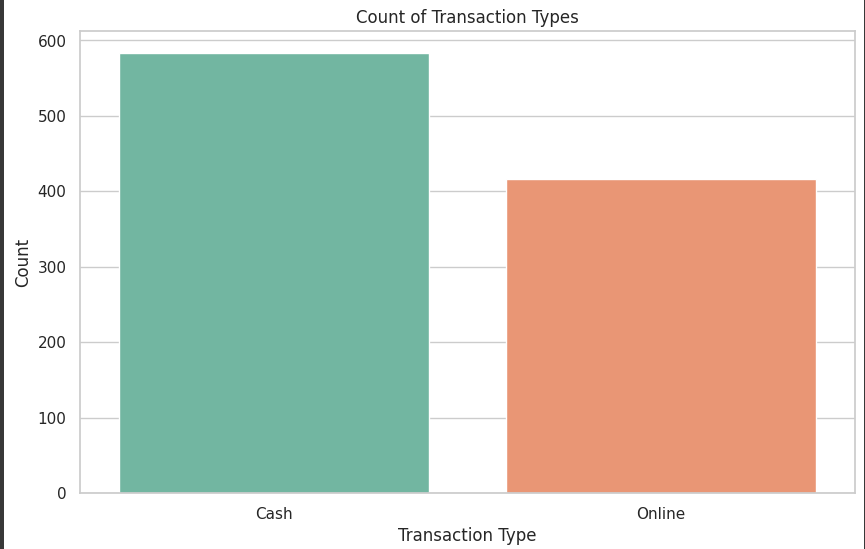 Count of Transaction Types
600
500
400
300
200
100
0
Count
Cash
Online
Transaction Type